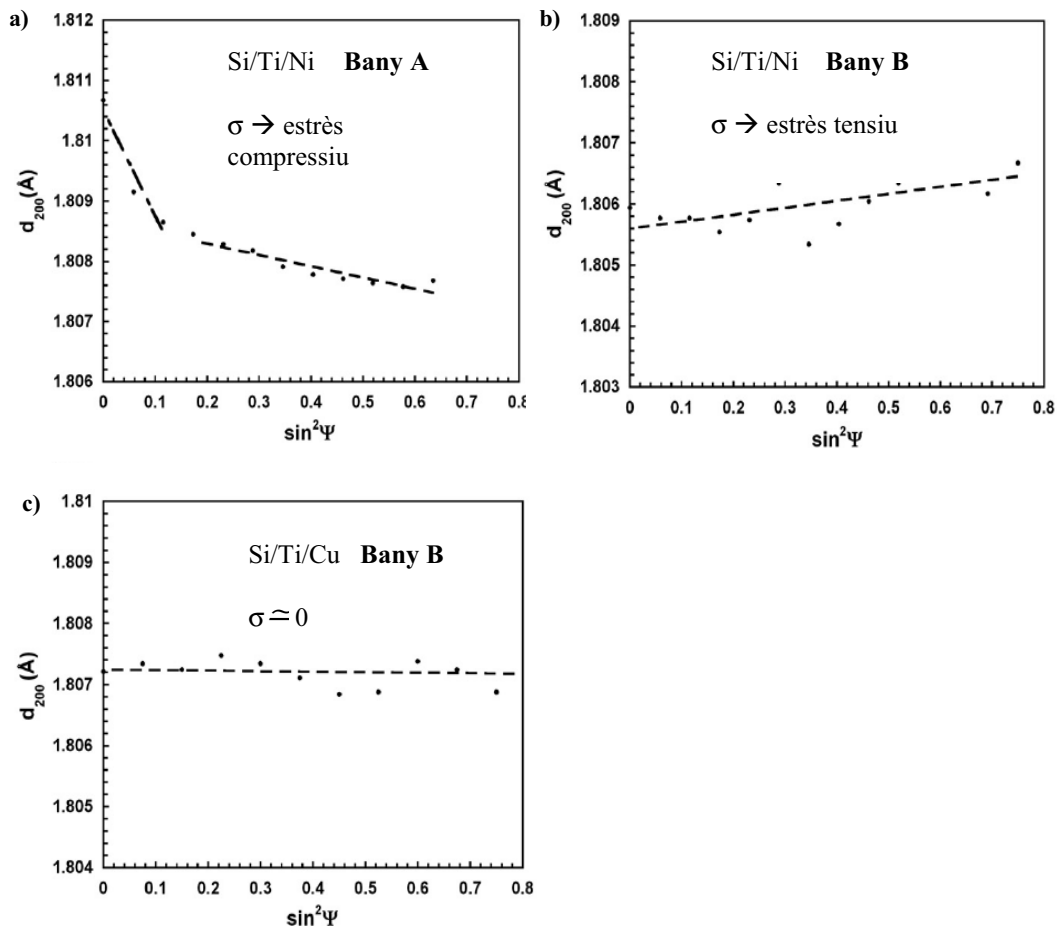 a)
1.812
1.811
1.81
1.809
1.808
1.807
1.806
d200 (Å)
Si/Ti/Ni Bany A
σ → estrès
compressiu
0 0.1 0.2 0.3 0.4 0.5 0.6 0.7 0.8
sin²Ψ
b)
1.809
1.808
1.807
1.806
1.805
1.804
1.803
d200 (Å)
Si/Ti/Ni Bany B
σ → estrès tensiu
0 0.1 0.2 0.3 0.4 0.5 0.6 0.7 0.8
sin²Ψ
c)
1.81
1.809
1.808
1.807
1.806
1.805
1.804
d200 (Å)
Si/Ti/Cu Bany B
σ ≃ 0
0 0.1 0.2 0.3 0.4 0.5 0.6 0.7 0.8
sin²Ψ